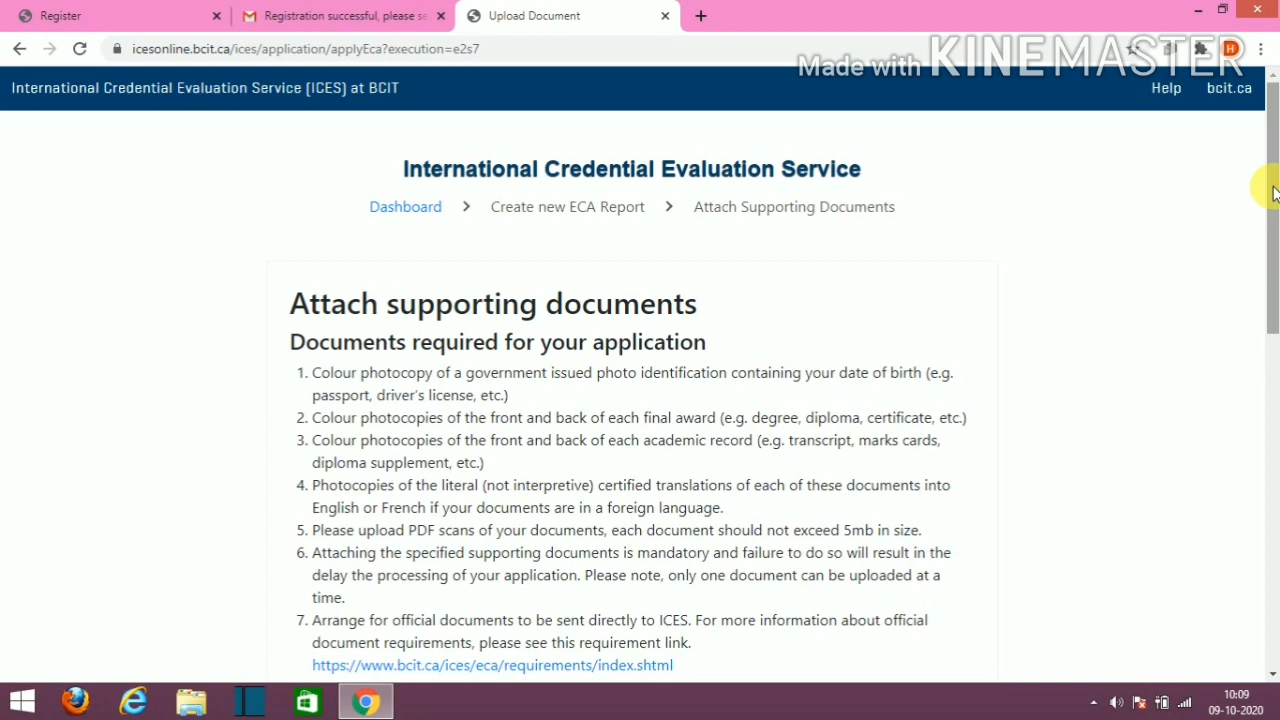 Register
Registration successful, please se
Upload Document
icesonline.bcit.ca/ices/application/applyEca?execution=e2s7
Made with KINEMASTER
International Credential Evaluation Service [ICES] at BCIT
Help
bcit.ca
International Credential Evaluation Service
Dashboard > Create new ECA Report > Attach Supporting Documents
Attach supporting documents
Documents required for your application
1. Colour photocopy of a government issued photo identification containing your date of birth (e.g.
passport, driver's license, etc.)
2. Colour photocopies of the front and back of each final award (e.g. degree, diploma, certificate, etc.)
3. Colour photocopies of the front and back of each academic record (e.g. transcript, marks cards,
diploma supplement, etc.)
4. Photocopies of the literal (not interpretive) certified translations of each of these documents into
English or French if your documents are in a foreign language.
5. Please upload PDF scans of your documents, each document should not exceed 5mb in size.
6. Attaching the specified supporting documents is mandatory and failure to do so will result in the
delay the processing of your application. Please note, only one document can be uploaded at a
time.
7. Arrange for official documents to be sent directly to ICES. For more information about official
document requirements, please see this requirement link.
https://www.bcit.ca/ices/eca/requirements/index.shtml
10:09
09-10-2020